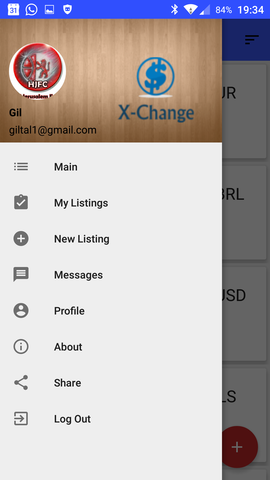 31
84% 19:34
HJFC
Gil
giltal1@gmail.com
$
X-Change
Main
My Listings
New Listing
Messages
Profile
About
Share
Log Out
UR
BRL
USD
LS